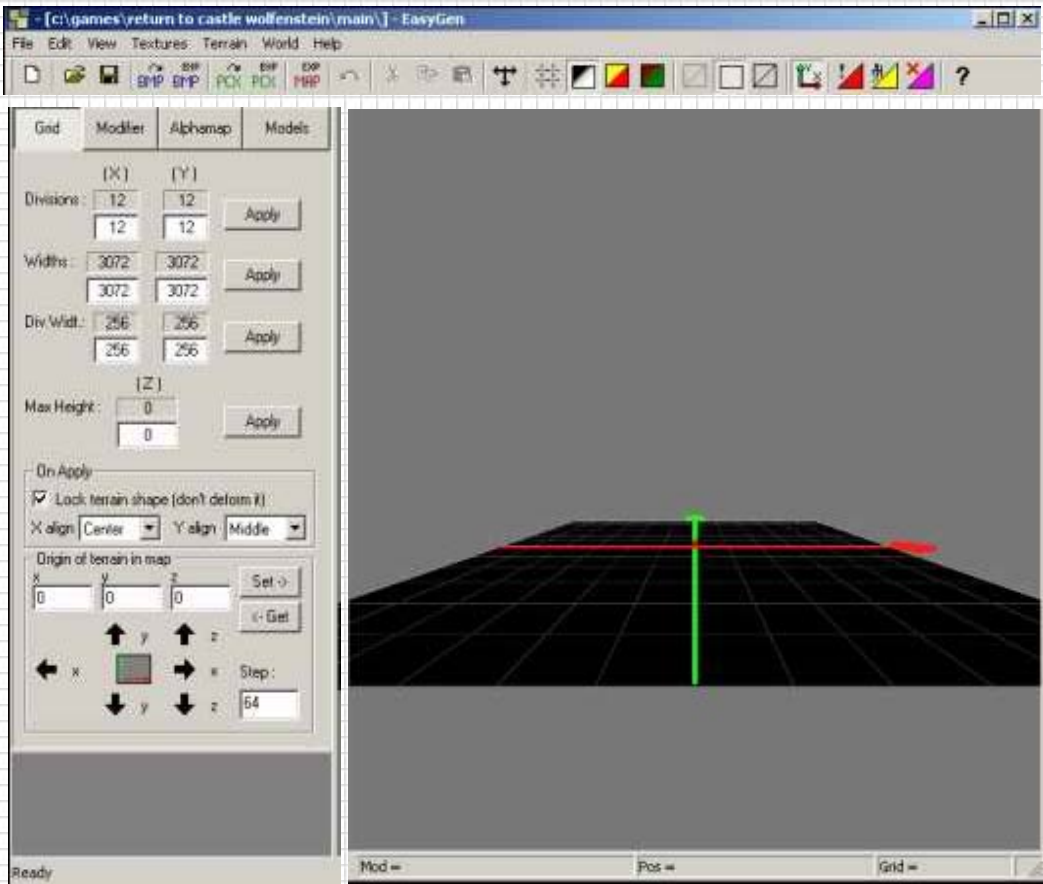 - [c:\games\return to castle wolfenstein\main\] - EasyGen
File Edit View Textures Terrain World Help
BMP EXP BMP PCX EXP PCX EXP MAP ?
Grid Modifier Alphamap Models
(X) (Y)
Divisions : 12 12
12 12 Apply
Widths : 3072 3072
3072 3072 Apply
Div.Widt.: 256 256
256 256 Apply
(Z)
Max Height : 0
0 Apply
On Apply
Lock terrain shape (don't deform it)
X align Center Y align Middle
Origin of terrain in map
x y z
0 0 0 Set ->
<- Get
y z
x x Step :
y z 64
Ready
Mod = Pos = Grid =